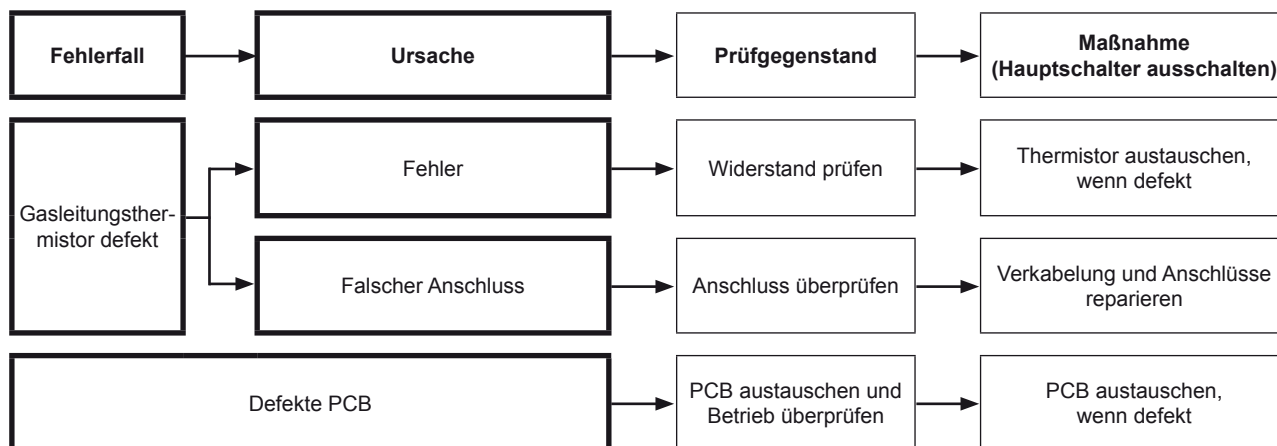 Fehlerfall
Ursache
Prüfgegenstand
Maßnahme
(Hauptschalter ausschalten)
Gasleitungsther-
mistor defekt
Fehler
Widerstand prüfen
Thermistor austauschen,
wenn defekt
Falscher Anschluss
Anschluss überprüfen
Verkabelung und Anschlüsse
reparieren
Defekte PCB
PCB austauschen und
Betrieb überprüfen
PCB austauschen,
wenn defekt